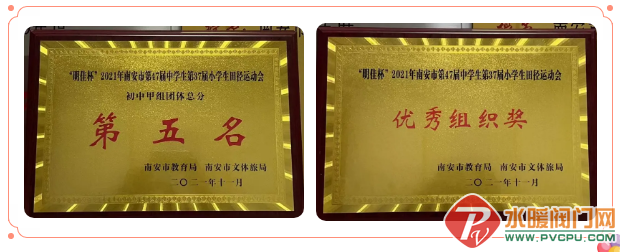 "明佳杯"2021年南安市第47届中学生第37届小学生田径运动会
初中甲组团体总分
第五名
南安市教育局 南安市文体旅局
二〇二一年十一月
"明佳杯"2021年南安市第47届中学生第37届小学生田径运动会
优秀组织奖
南安市教育局 南安市文体旅局
二〇二一年十一月
水暖阀门网
www.PVCPU.com